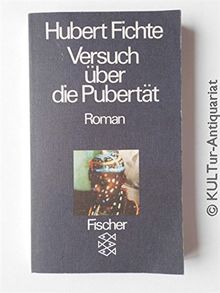 Hubert Fichte
Versuch
über
die Pubertät
Roman
Fischer
© KULTur-Antiquariat